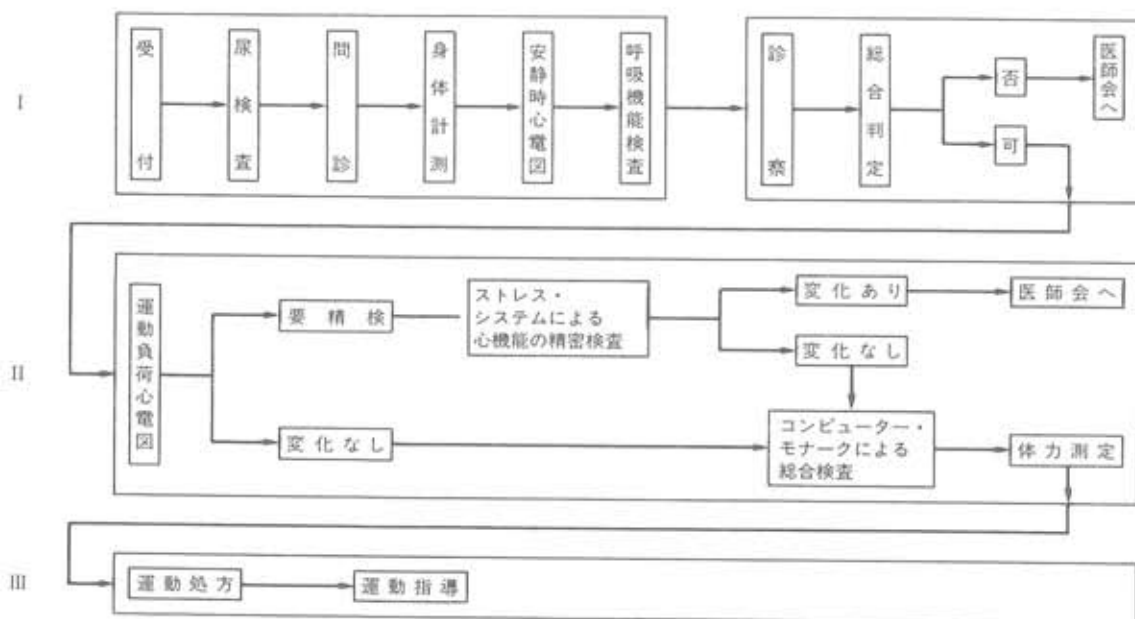 I
受付
尿検査
問診
身体計測
安静時心電図
呼吸機能検査
診察
総合判定
否
可
医師会へ
II
運動負荷心電図
要精検
ストレス・
システムによる
心機能の精密検査
変化あり
医師会へ
変化なし
変化なし
コンピューター・
モナークによる
総合検査
体力測定
III
運動処方
運動指導